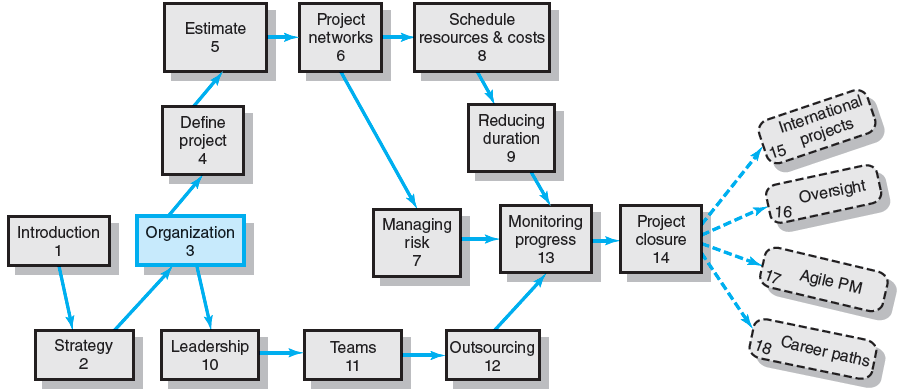 Introduction
1
Strategy
2
Organization
3
Define
project
4
Estimate
5
Project
networks
6
Managing
risk
7
Schedule
resources & costs
8
Reducing
duration
9
Leadership
10
Teams
11
Outsourcing
12
Monitoring
progress
13
Project
closure
14
International
projects
15
Oversight
16
Agile PM
17
Career paths
18